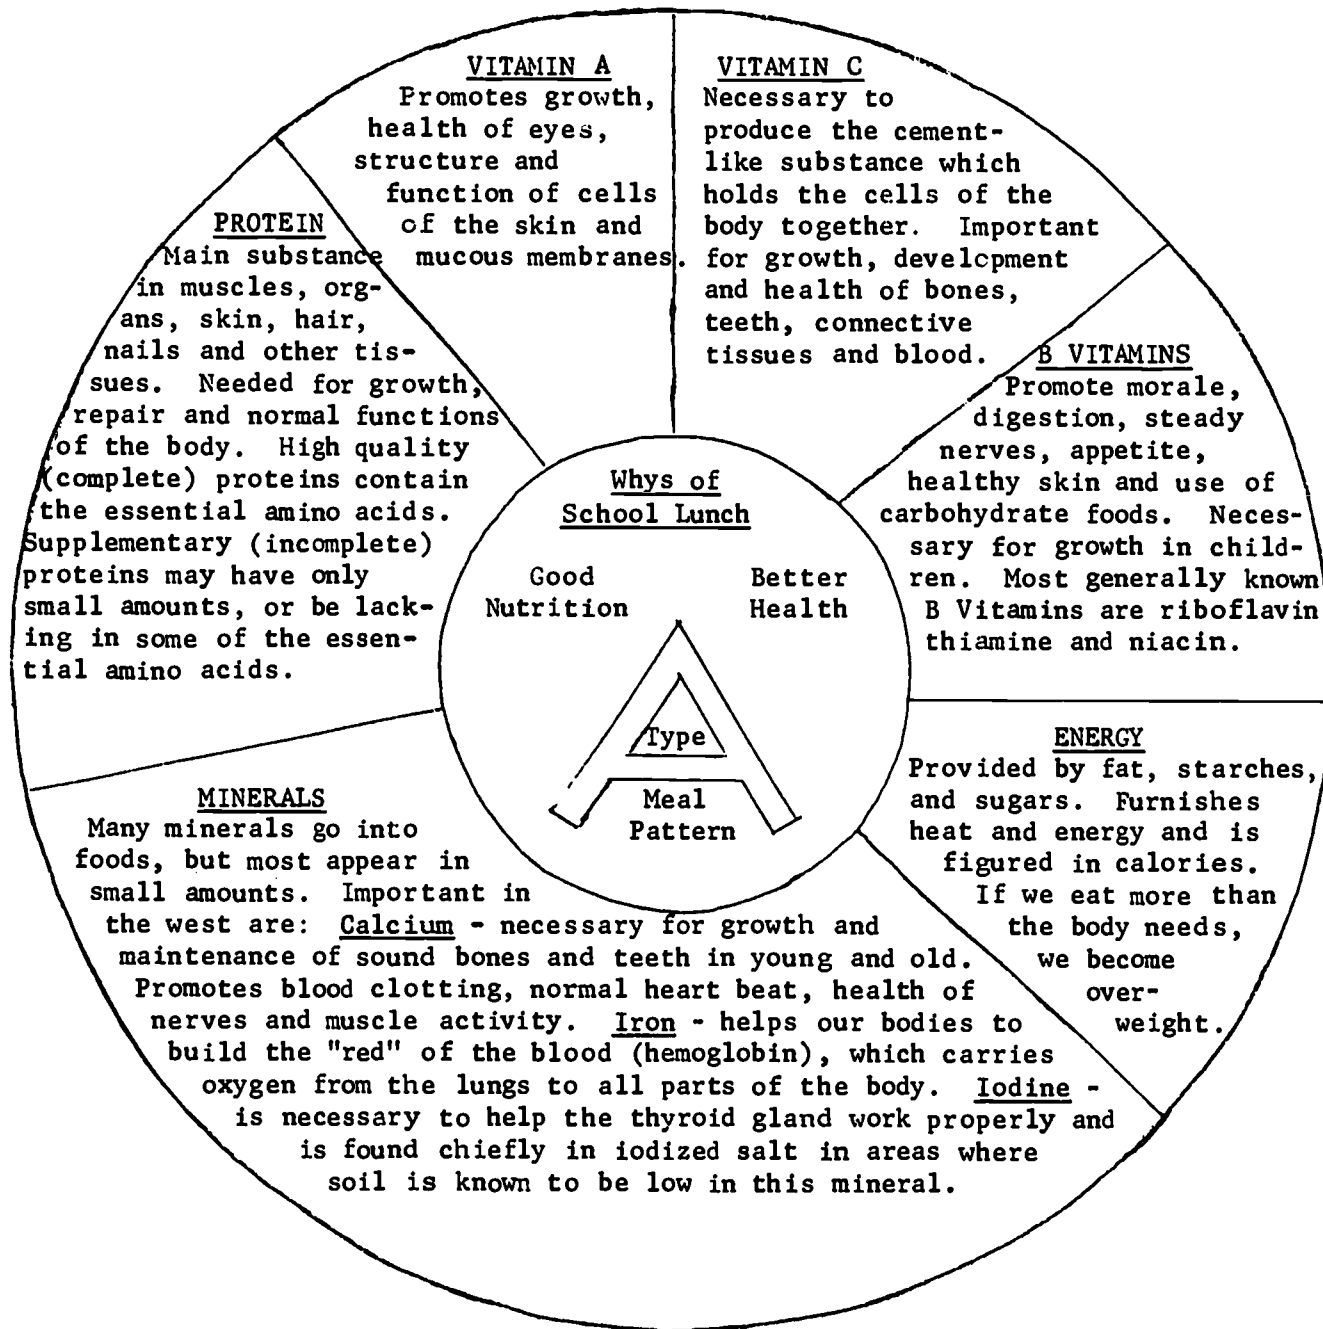 VITAMIN A
Promotes growth,
health of eyes,
structure and
function of cells
of the skin and
mucous membranes.
VITAMIN C
Necessary to
produce the cement-
like substance which
holds the cells of the
body together. Important
for growth, development
and health of bones,
teeth, connective
tissues and blood.
B VITAMINS
Promote morale,
digestion, steady
nerves, appetite,
healthy skin and use of
carbohydrate foods. Neces-
sary for growth in child-
ren. Most generally known
B Vitamins are riboflavin
thiamine and niacin.
ENERGY
Provided by fat, starches,
and sugars. Furnishes
heat and energy and is
figured in calories.
If we eat more than
the body needs,
we become
over-
weight.
MINERALS
Many minerals go into
foods, but most appear in
small amounts. Important in
the west are: Calcium - necessary for growth and
maintenance of sound bones and teeth in young and old.
Promotes blood clotting, normal heart beat, health of
nerves and muscle activity. Iron - helps our bodies to
build the "red" of the blood (hemoglobin), which carries
oxygen from the lungs to all parts of the body. Iodine -
is necessary to help the thyroid gland work properly and
is found chiefly in iodized salt in areas where
soil is known to be low in this mineral.
PROTEIN
Main substance
in muscles, org-
ans, skin, hair,
nails and other tis-
sues. Needed for growth,
repair and normal functions
of the body. High quality
(complete) proteins contain
the essential amino acids.
Supplementary (incomplete)
proteins may have only
small amounts, or be lack-
ing in some of the essen-
tial amino acids.
Whys of
School Lunch
Good
Nutrition
Better
Health
A
Type
Meal
Pattern